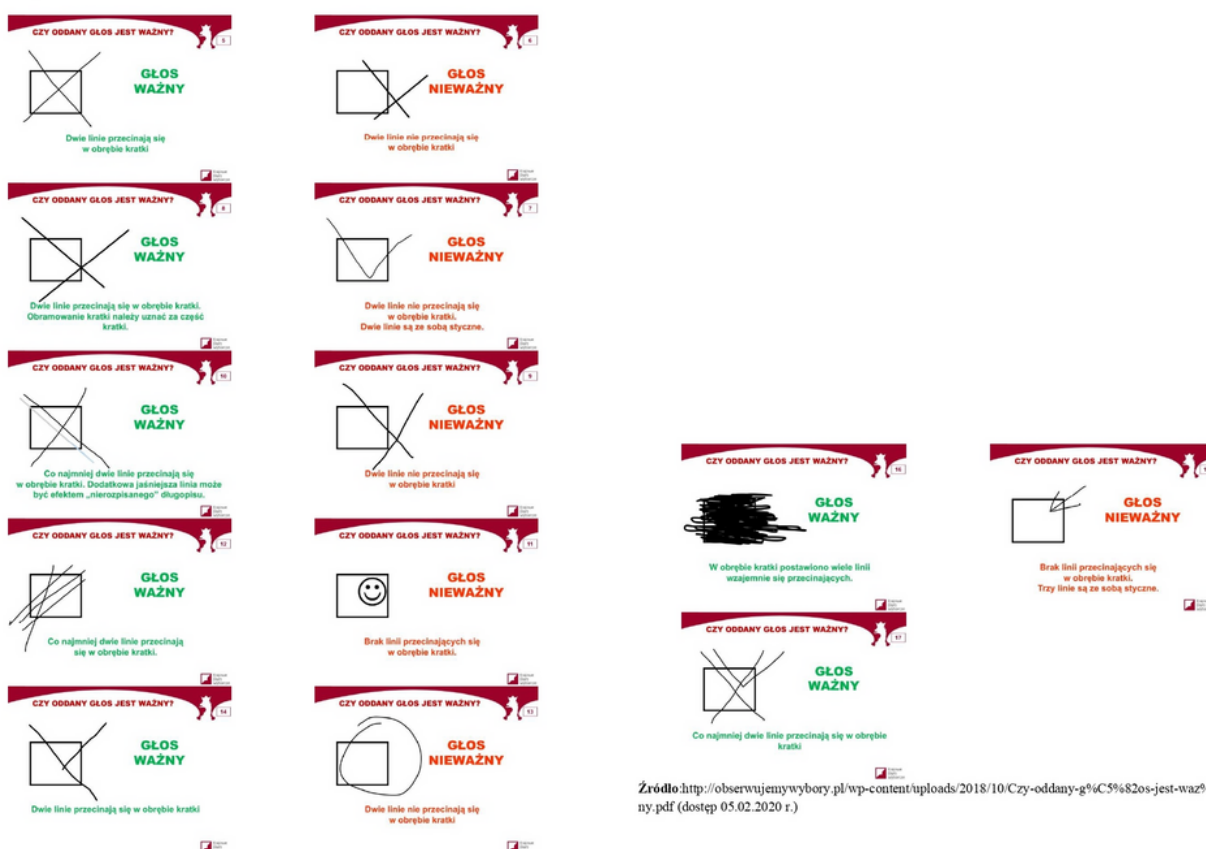 CZY ODDANY GŁOS JEST WAŻNY?
5
GŁOS
WAŻNY
Dwie linie przecinają się
w obrębie kratki
CZY ODDANY GŁOS JEST WAŻNY?
6
GŁOS
NIEWAŻNY
Dwie linie nie przecinają się
w obrębie kratki
CZY ODDANY GŁOS JEST WAŻNY?
8
GŁOS
WAŻNY
Dwie linie przecinają się w obrębie kratki.
Obramowanie kratki należy uznać za część
kratki.
CZY ODDANY GŁOS JEST WAŻNY?
7
GŁOS
NIEWAŻNY
Dwie linie nie przecinają się
w obrębie kratki.
Dwie linie są ze sobą styczne.
CZY ODDANY GŁOS JEST WAŻNY?
10
GŁOS
WAŻNY
Co najmniej dwie linie przecinają się
w obrębie kratki. Dodatkowa jaśniejsza linia może
być efektem „nierozpisanego” długopisu.
CZY ODDANY GŁOS JEST WAŻNY?
9
GŁOS
NIEWAŻNY
Dwie linie nie przecinają się
w obrębie kratki
CZY ODDANY GŁOS JEST WAŻNY?
12
GŁOS
WAŻNY
Co najmniej dwie linie przecinają
się w obrębie kratki.
CZY ODDANY GŁOS JEST WAŻNY?
11
GŁOS
NIEWAŻNY
Brak linii przecinających się
w obrębie kratki.
CZY ODDANY GŁOS JEST WAŻNY?
14
GŁOS
WAŻNY
Dwie linie przecinają się w obrębie kratki
CZY ODDANY GŁOS JEST WAŻNY?
13
GŁOS
NIEWAŻNY
Dwie linie nie przecinają się
w obrębie kratki
CZY ODDANY GŁOS JEST WAŻNY?
16
GŁOS
WAŻNY
W obrębie kratki postawiono wiele linii
wzajemnie się przecinających.
CZY ODDANY GŁOS JEST WAŻNY?
GŁOS
NIEWAŻNY
Brak linii przecinających się
w obrębie kratki.
Trzy linie są ze sobą styczne.
CZY ODDANY GŁOS JEST WAŻNY?
17
GŁOS
WAŻNY
Co najmniej dwie linie przecinają się w obrębie
kratki
Źródło:http://obserwujemywybory.pl/wp-content/uploads/2018/10/Czy-oddany-g%C5%82os-jest-waż%
ny.pdf (dostęp 05.02.2020 r.)